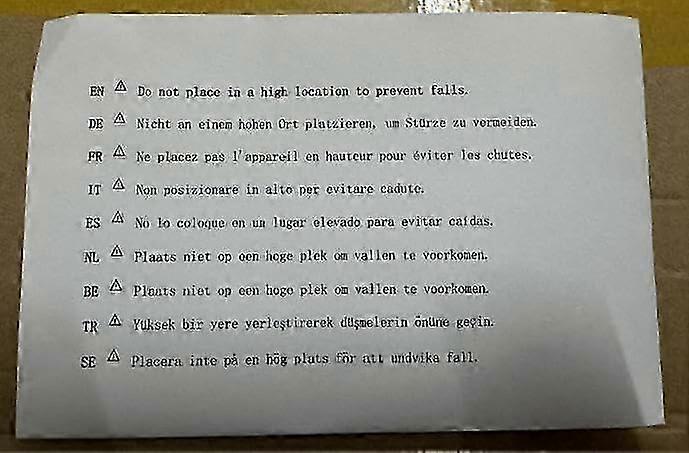 EN ⚠ Do not place in a high location to prevent falls.
DE ⚠ Nicht an einem hohen Ort platzieren, um Stürze zu vermeiden.
FR ⚠ Ne placez pas l'appareil en hauteur pour éviter les chutes.
IT ⚠ Non posizionare in alto per evitare cadute.
ES ⚠ No lo coloque en un lugar elevado para evitar caídas.
NL ⚠ Plaats niet op een hoge plek om vallen te voorkomen.
BE ⚠ Plaats niet op een hoge plek om vallen te voorkomen.
TR ⚠ Yüksek bir yere yerleştirerek düşmelerin önüne geçin.
SE ⚠ Placera inte på en hög plats för att undvika fall.